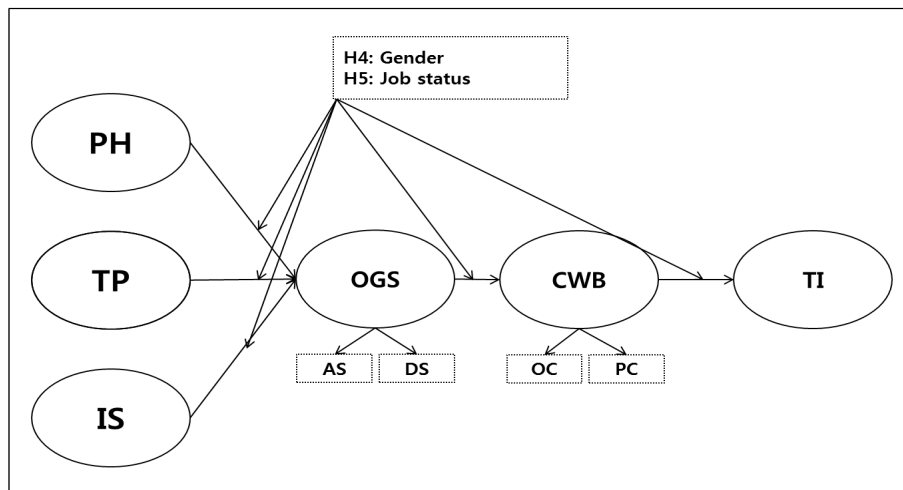 H4: Gender
H5: Job status
PH
TP
OGS
CWB
TI
AS
DS
OC
PC
IS